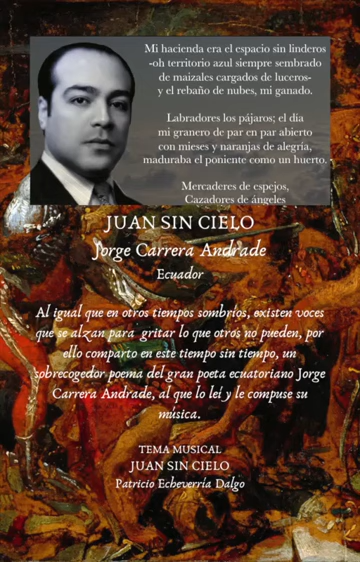 Mi hacienda era el espacio sin linderos
-oh territorio azul siempre sembrado
de maizales cargados de luceros-
y el rebaño de nubes, mi ganado.
Labradores los pájaros; el día
mi granero de par en par abierto
con mieses y naranjas de alegría,
maduraba el poniente como un huerto.
Mercaderes de espejos,
Cazadores de ángeles
JUAN SIN CIELO
Jorge Carrera Andrade
Ecuador
Al igual que en otros tiempos sombríos, existen voces
que se alzan para gritar lo que otros no pueden, por
ello comparto en este tiempo sin tiempo, un
sobrecogedor poema del gran poeta ecuatoriano Jorge
Carrera Andrade, al que lo leí y le compuse su
música.
TEMA MUSICAL
JUAN SIN CIELO
Patricio Echeverría Dalgo